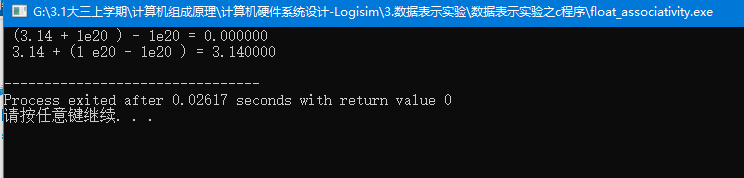 G:\3.1大三上学期\计算机组成原理\计算机硬件系统设计-Logisim\3.数据表示实验\数据表示实验之c程序\float_associativity.exe
(3.14 + 1e20 ) - 1e20 = 0.000000
3.14 + (1 e20 - 1e20 ) = 3.140000
--------------------------------
Process exited after 0.02617 seconds with return value 0
请按任意键继续. . .